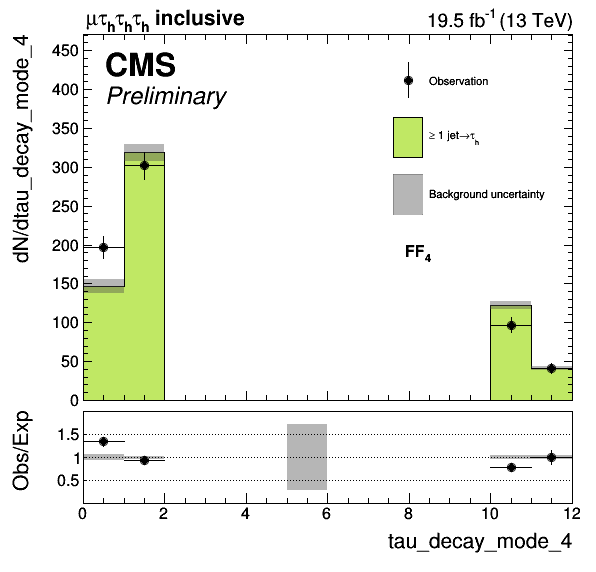 μτhτhτh inclusive 19.5 fb-1 (13 TeV)
CMS
Preliminary
Observation
≥ 1 jet→τh
Background uncertainty
FF4
dN/dtau_decay_mode_4
450
400
350
300
250
200
150
100
50
0
Obs/Exp
1.5
1
0.5
0 2 4 6 8 10 12
tau_decay_mode_4